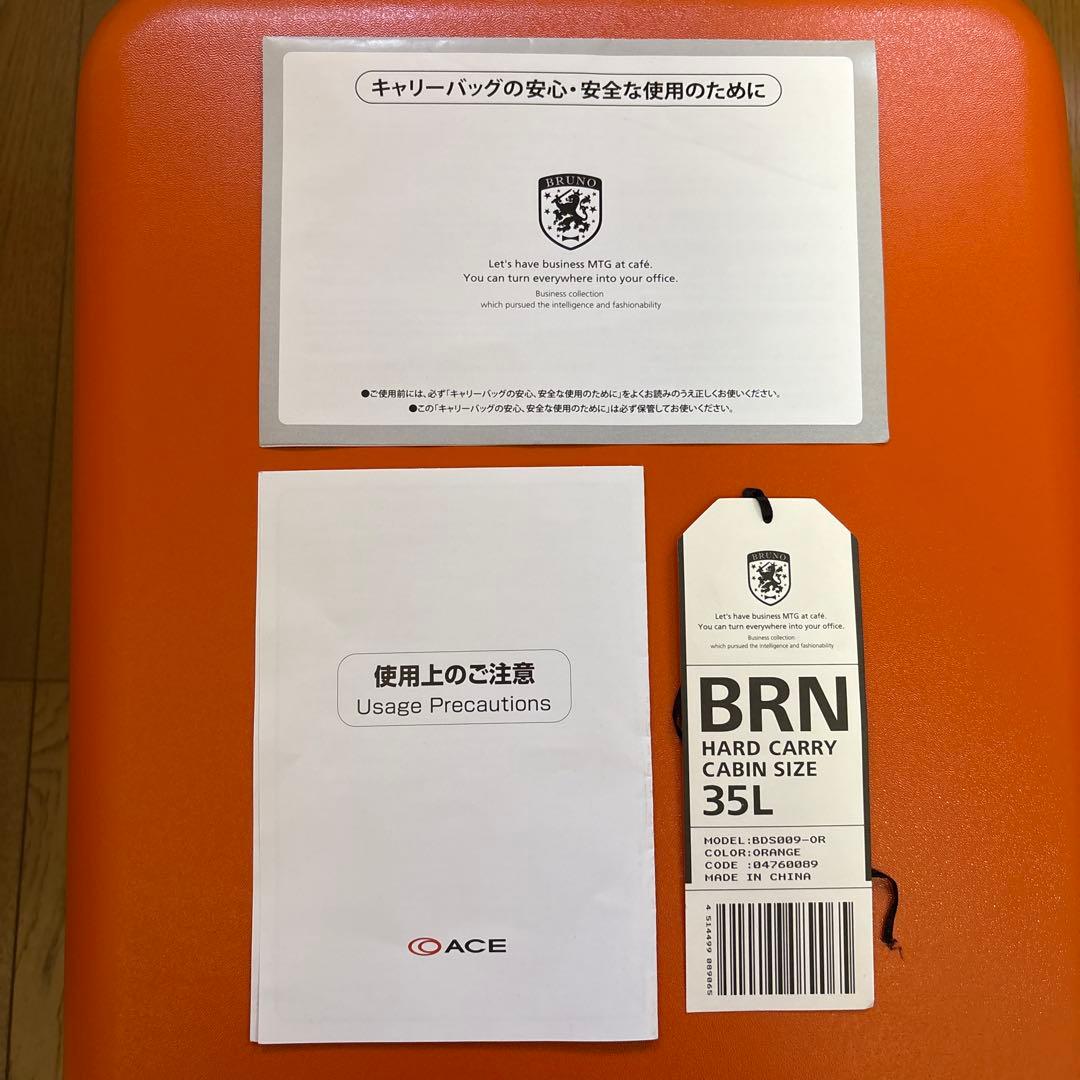 キャリーバッグの安心・安全な使用のために
BRUNO
Let's have business MTG at café.
You can turn everywhere into your office.
Business collection
which pursued the intelligence and fashionability
●ご使用前には、必ず「キャリーバッグの安心、安全な使用のために」をよくお読みのうえ正しくお使いください。
●この「キャリーバッグの安心、安全な使用のために」は必ず保管してお使いください。
使用上のご注意
Usage Precautions
ACE
BRUNO
Let's have business MTG at café.
You can turn everywhere into your office.
Business collection
which pursued the intelligence and fashionability
BRN
HARD CARRY
CABIN SIZE
35L
MODEL:BDS009-OR
COLOR:ORANGE
CODE :04760089
MADE IN CHINA
4 514499 089065